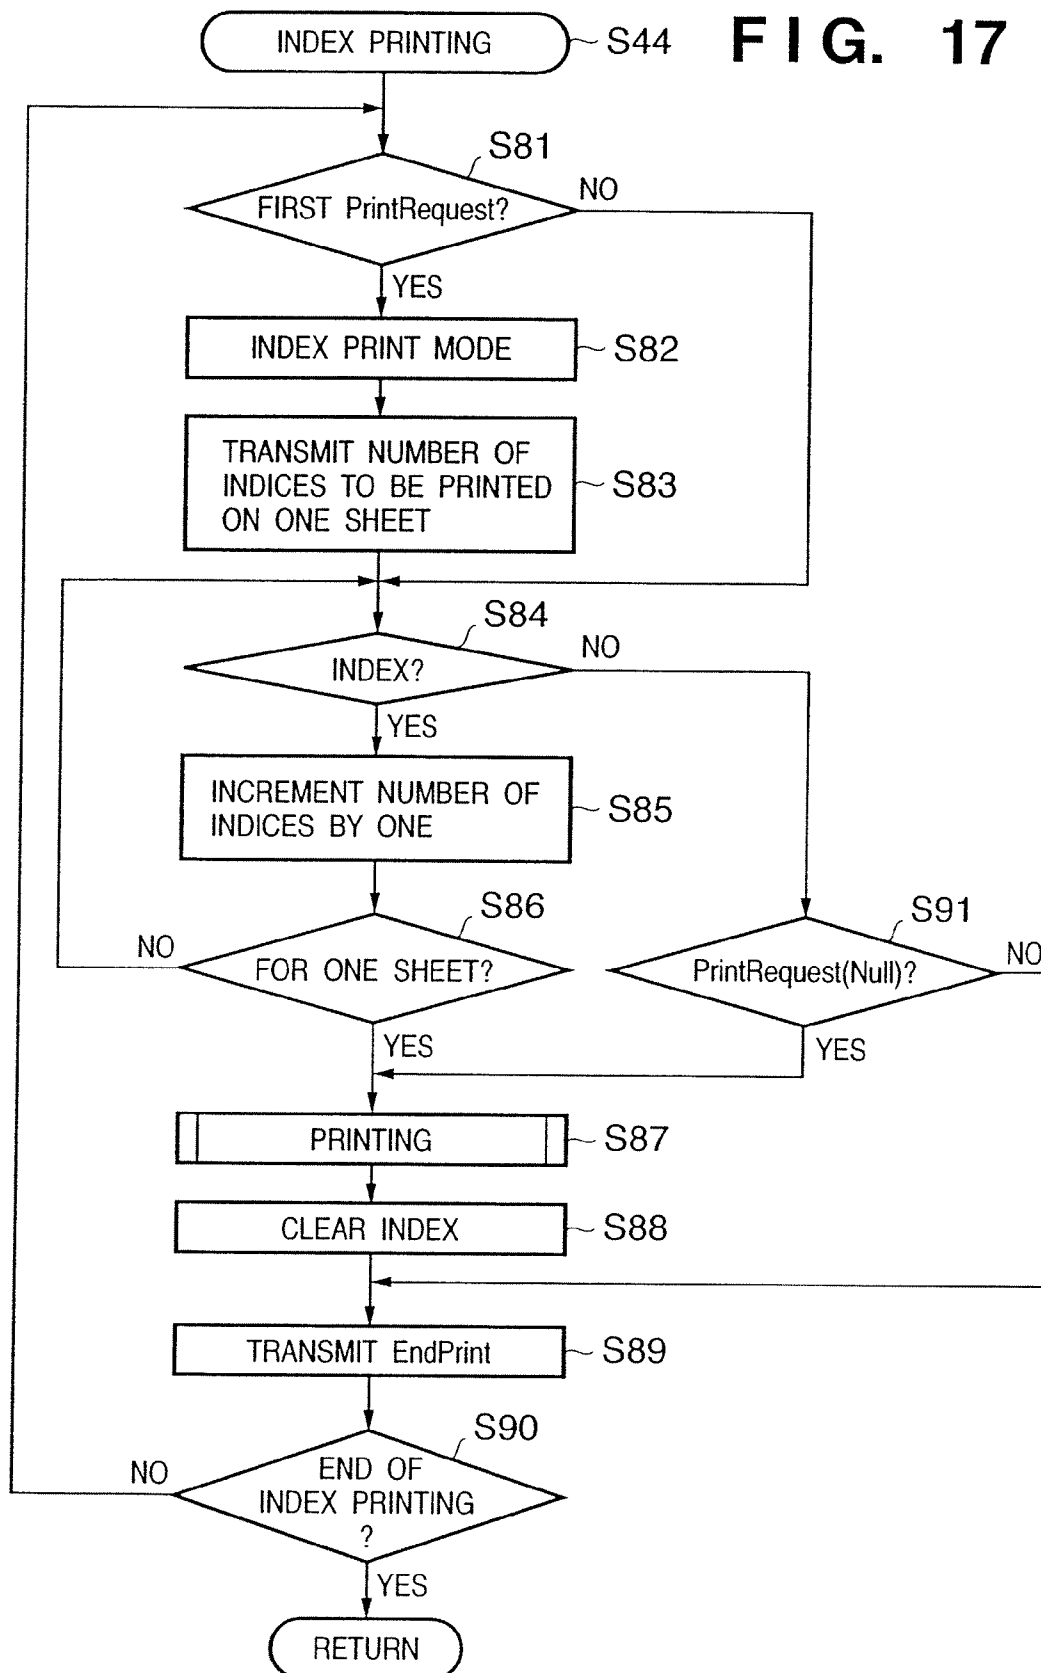 FIG. 17
INDEX PRINTING
S44
S81
FIRST PrintRequest?
NO
YES
INDEX PRINT MODE
S82
TRANSMIT NUMBER OF
INDICES TO BE PRINTED
ON ONE SHEET
S83
S84
INDEX?
NO
YES
INCREMENT NUMBER OF
INDICES BY ONE
S85
S86
FOR ONE SHEET?
NO
YES
S91
PrintRequest(Null)?
NO
YES
PRINTING
S87
CLEAR INDEX
S88
TRANSMIT EndPrint
S89
S90
END OF
INDEX PRINTING
?
NO
YES
RETURN